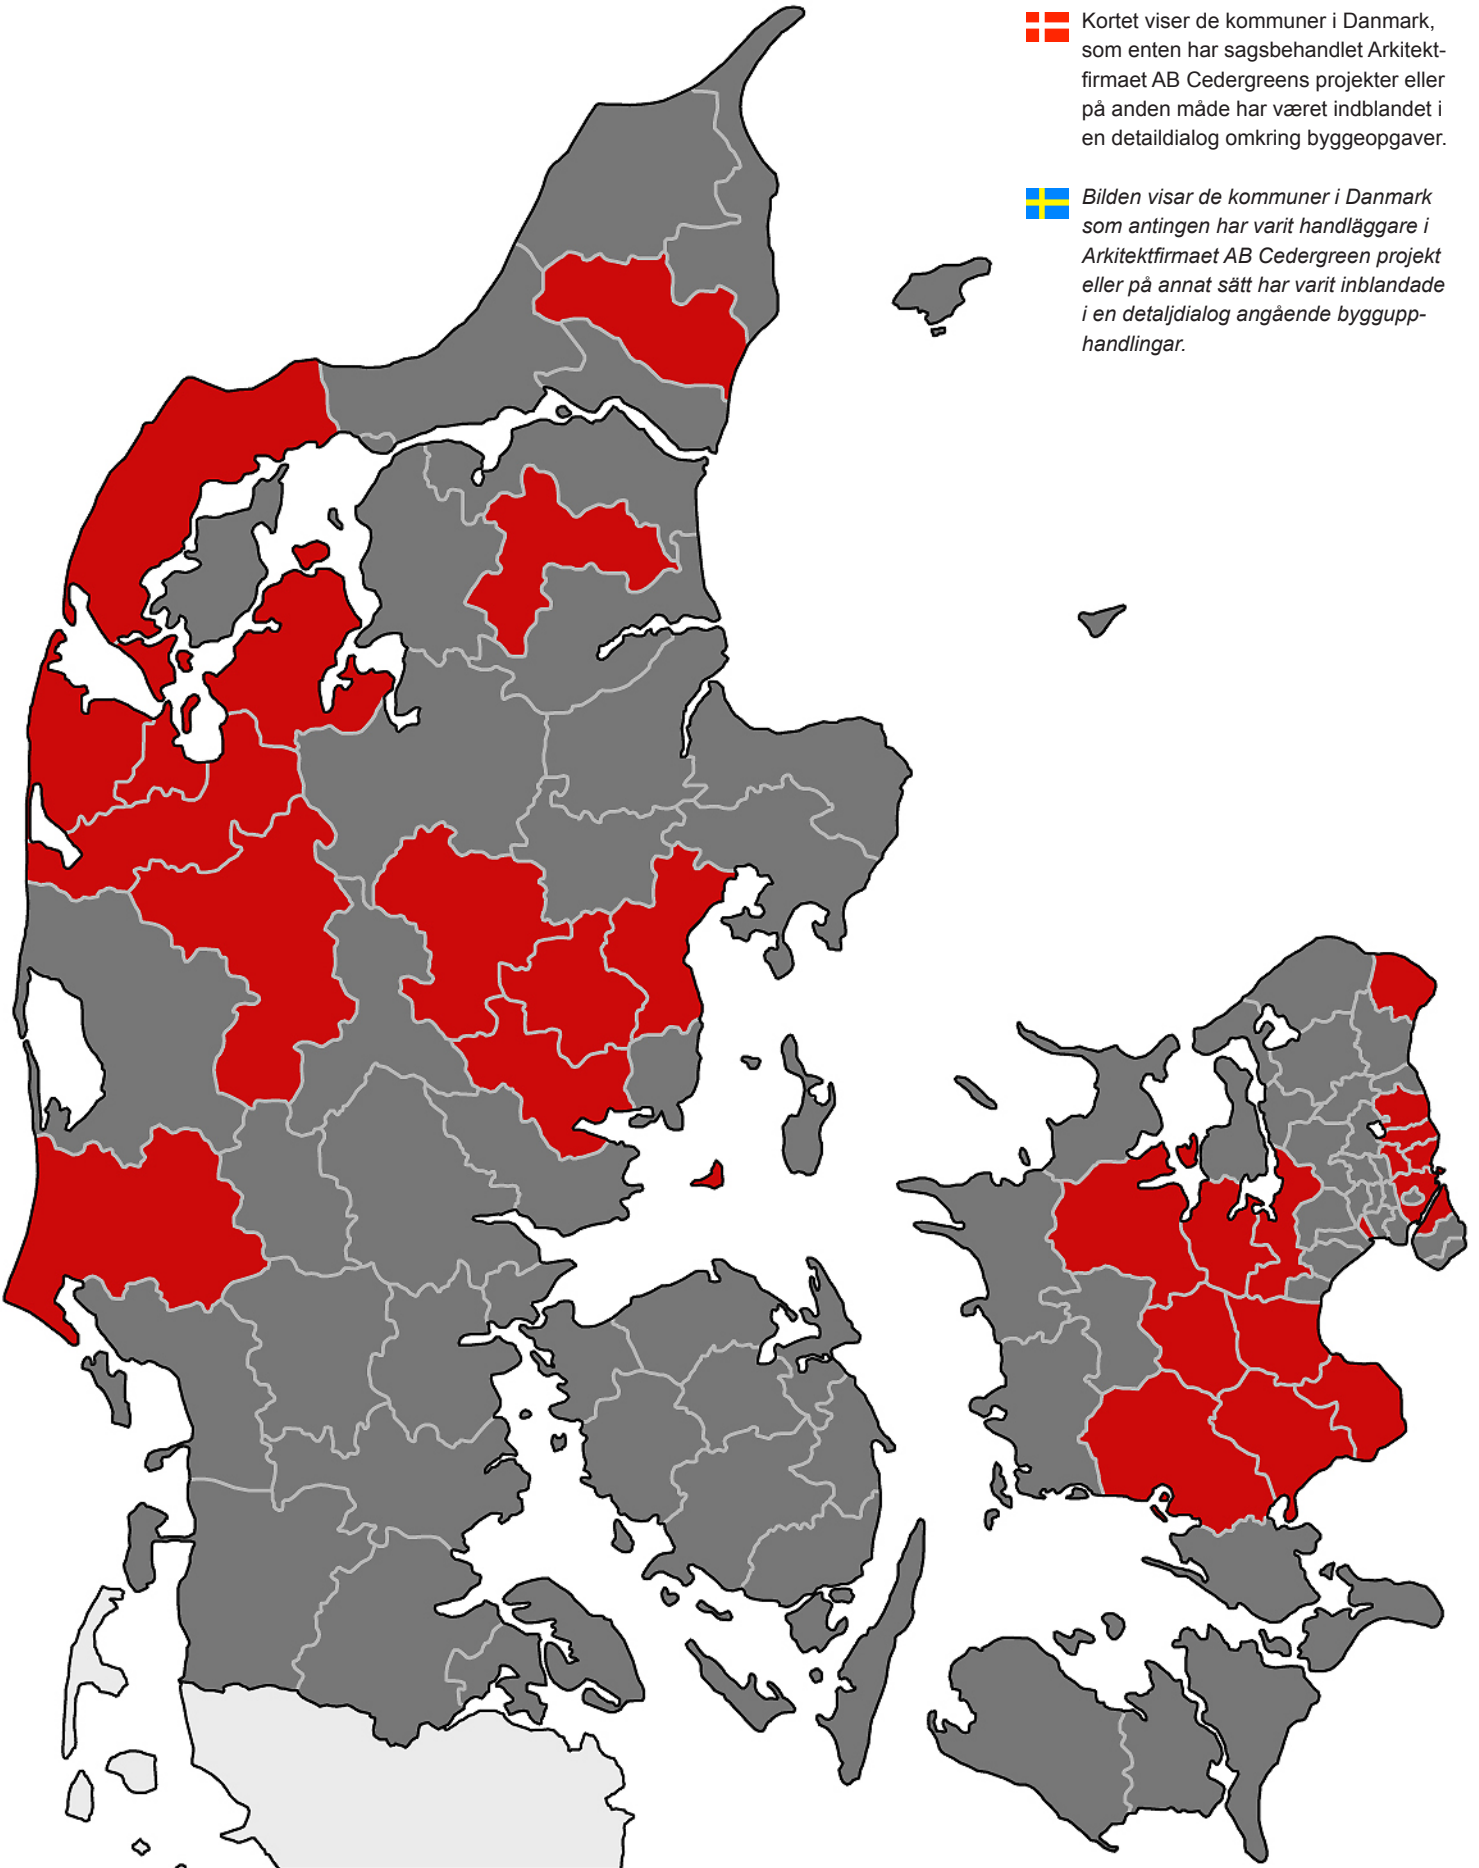 Kortet viser de kommuner i Danmark,
som enten har sagsbehandlet Arkitekt-
firmaet AB Cedergreens projekter eller
på anden måde har været indblandet i
en detaildialog omkring byggeopgaver.
Bilden visar de kommuner i Danmark
som antingen har varit handläggare i
Arkitektfirmaet AB Cedergreen projekt
eller på annat sätt har varit inblandade
i en detaljdialog angående byggupp-
handlingar.